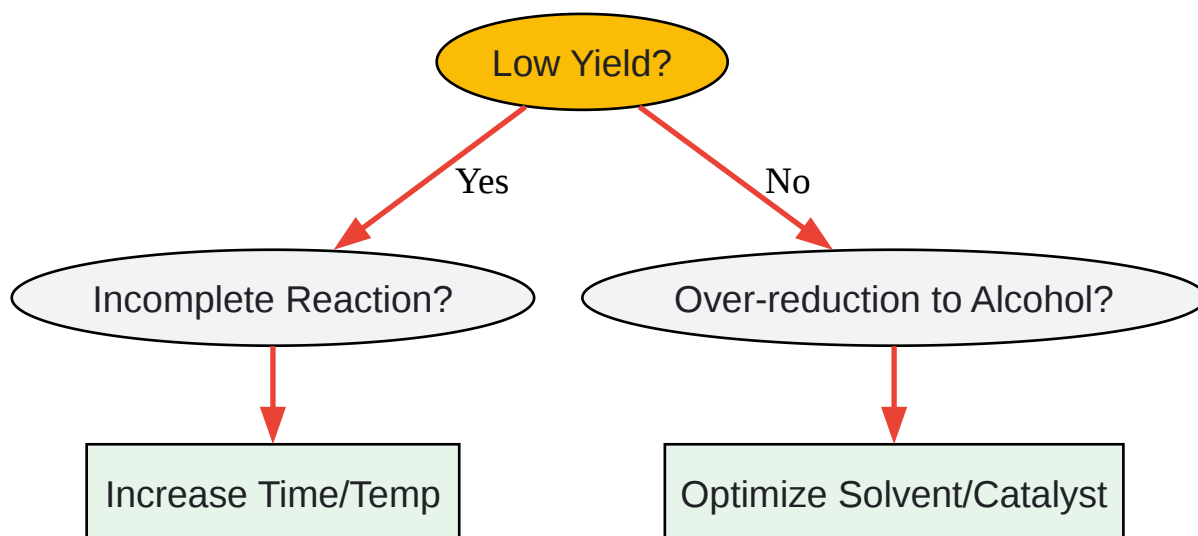 Low Yield?
Yes
No
Incomplete Reaction?
Over-reduction to Alcohol?
Increase Time/Temp
Optimize Solvent/Catalyst